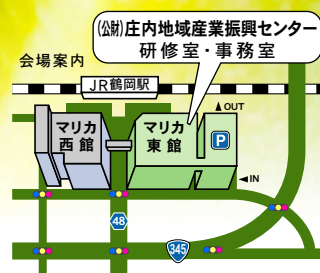 (公財)庄内地域産業振興センター
研修室・事務室
会場案内
JR鶴岡駅
▲OUT
マリカ
西館
マリカ
東館
P
◀IN
48
345